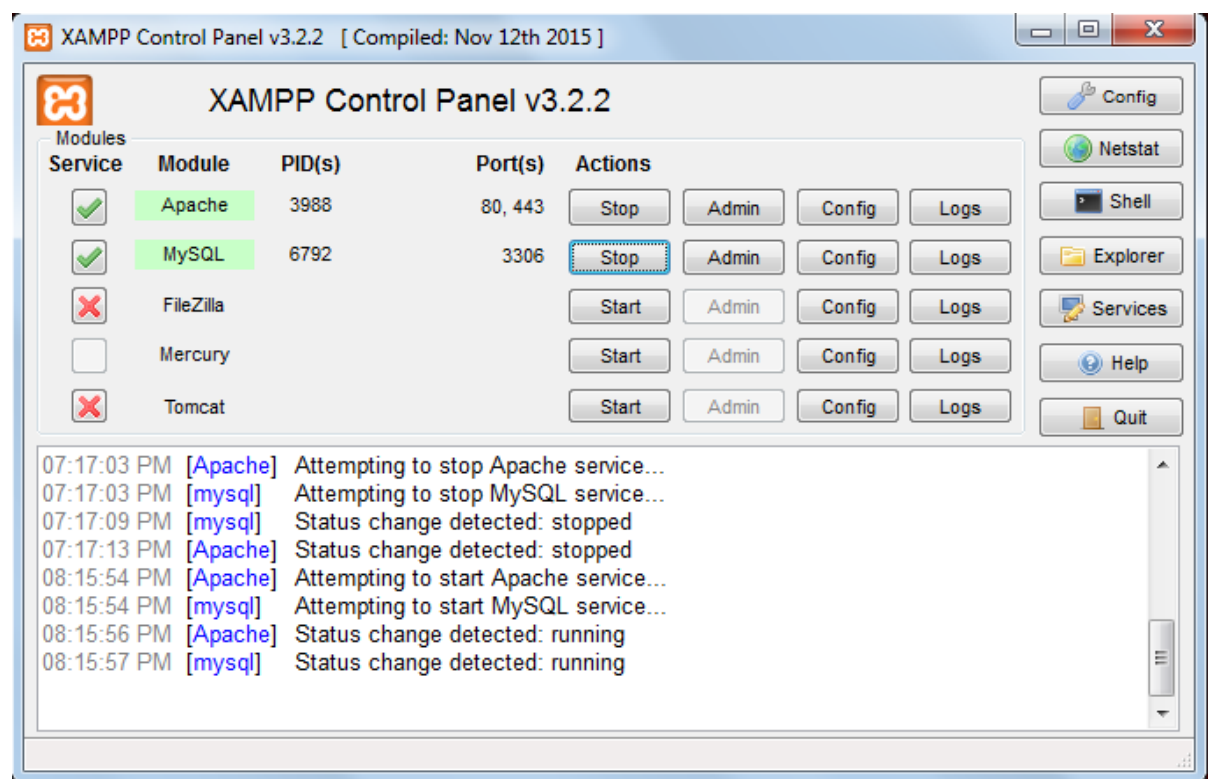 XAMPP Control Panel v3.2.2 [ Compiled: Nov 12th 2015 ]
XAMPP Control Panel v3.2.2
Config
Modules
Netstat
Service Module PID(s) Port(s) Actions
Apache 3988 80, 443 Stop Admin Config Logs
Shell
MySQL 6792 3306 Stop Admin Config Logs
Explorer
FileZilla Start Admin Config Logs
Services
Mercury Start Admin Config Logs
Help
Tomcat Start Admin Config Logs
Quit
07:17:03 PM [Apache] Attempting to stop Apache service...
07:17:03 PM [mysql] Attempting to stop MySQL service...
07:17:09 PM [mysql] Status change detected: stopped
07:17:13 PM [Apache] Status change detected: stopped
08:15:54 PM [Apache] Attempting to start Apache service...
08:15:54 PM [mysql] Attempting to start MySQL service...
08:15:56 PM [Apache] Status change detected: running
08:15:57 PM [mysql] Status change detected: running